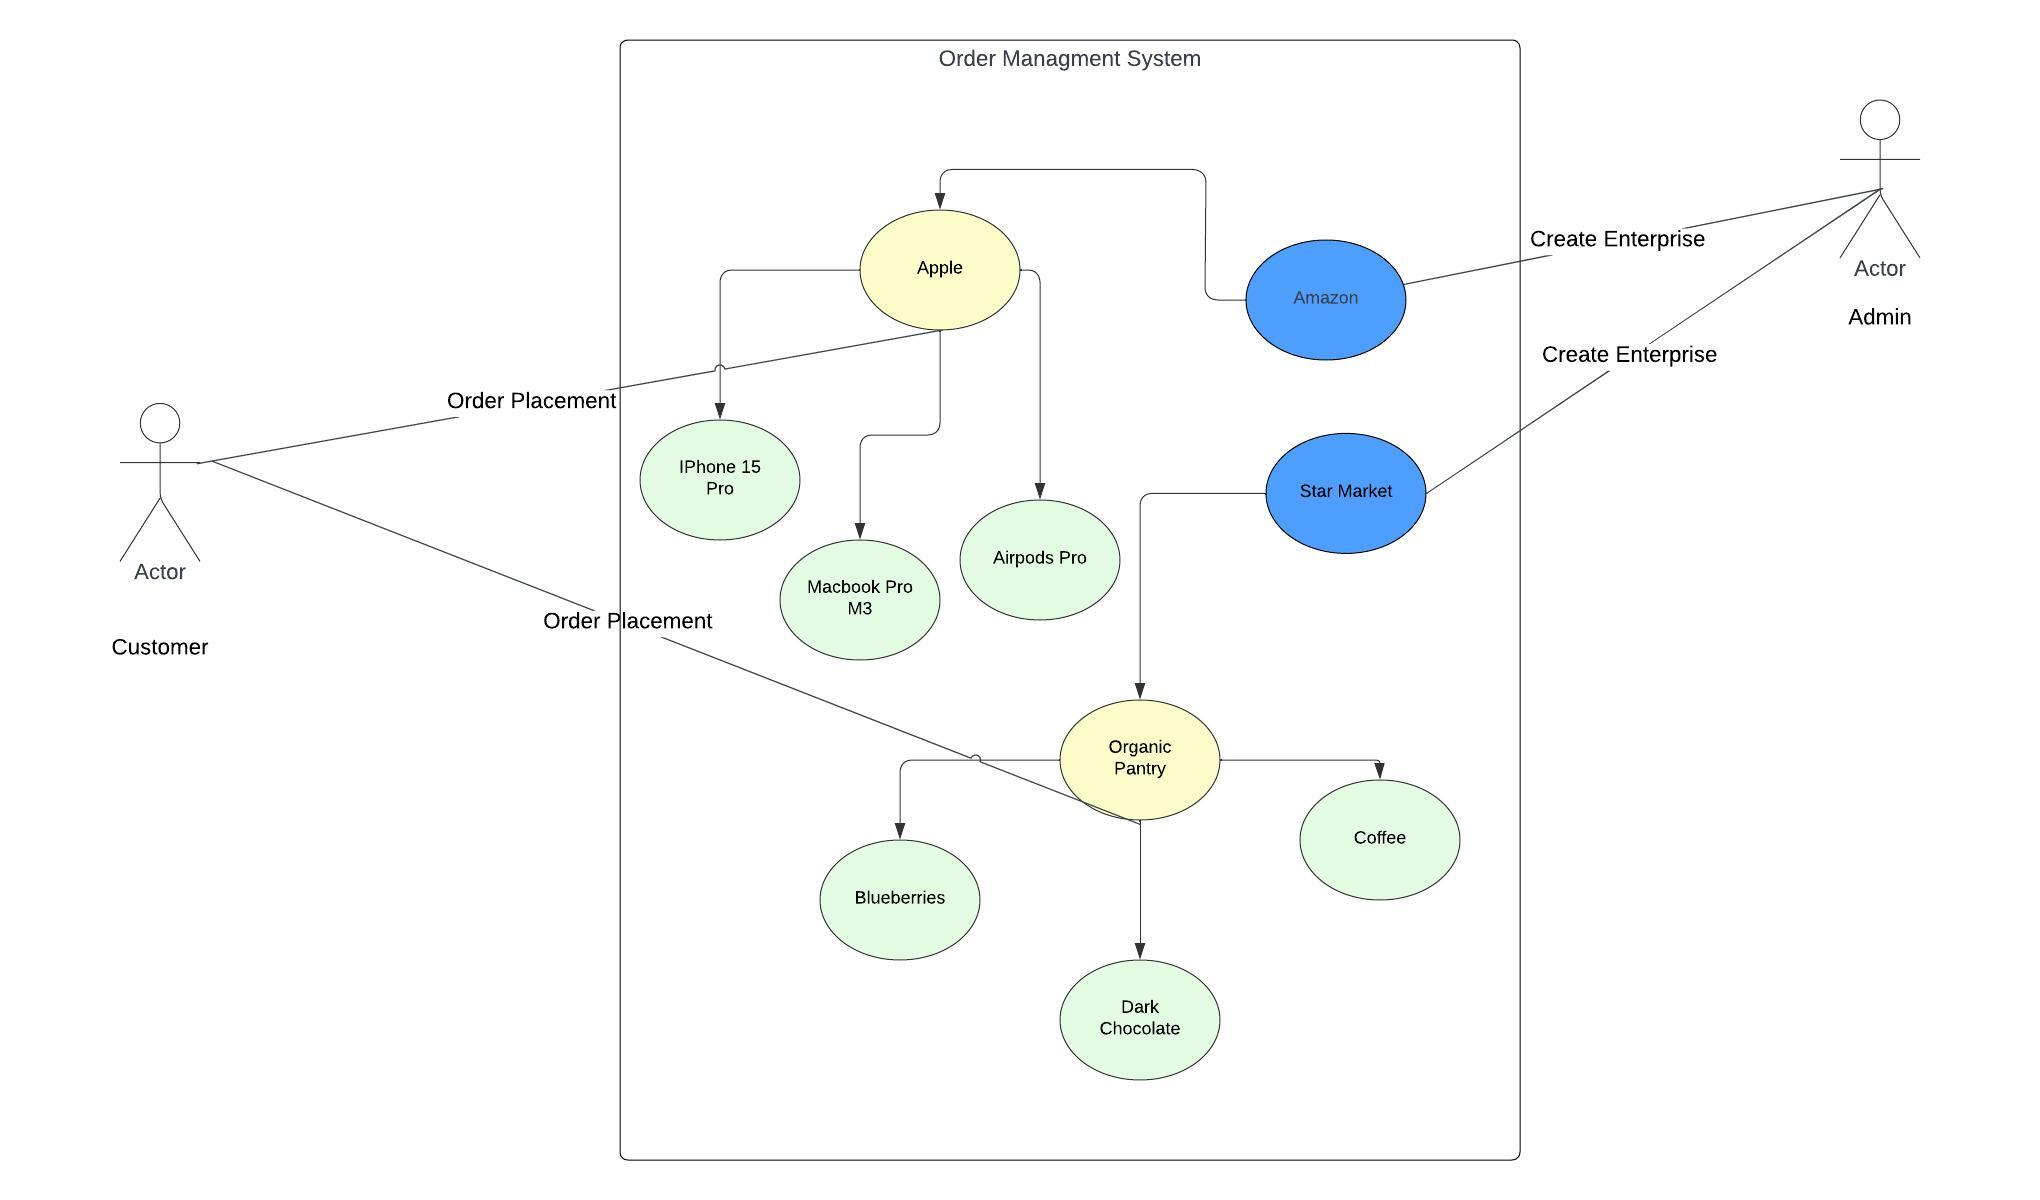 Order Managment System
Create Enterprise
Apple
Amazon
Actor
Admin
Create Enterprise
Order Placement
IPhone 15
Pro
Star Market
Airpods Pro
Actor
Macbook Pro
M3
Order Placement
Customer
Organic
Pantry
Coffee
Blueberries
Dark
Chocolate